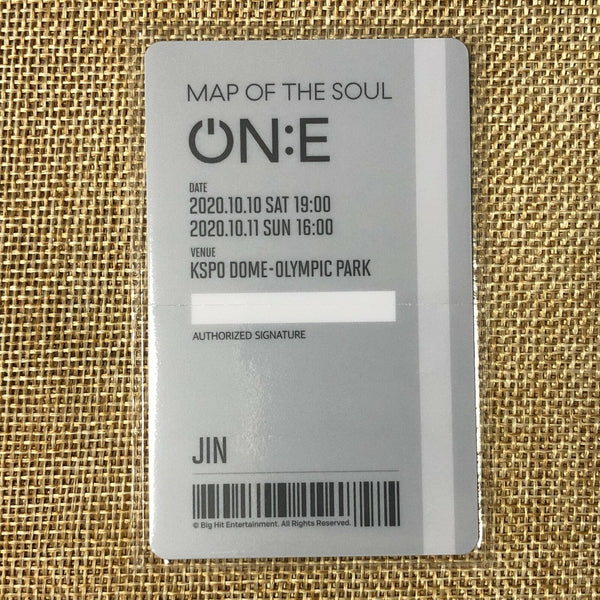 MAP OF THE SOUL
ON:E
DATE
2020.10.10 SAT 19:00
2020.10.11 SUN 16:00
VENUE
KSPO DOME-OLYMPIC PARK
AUTHORIZED SIGNATURE
JIN
© Big Hit Entertainment. All Rights Reserved.